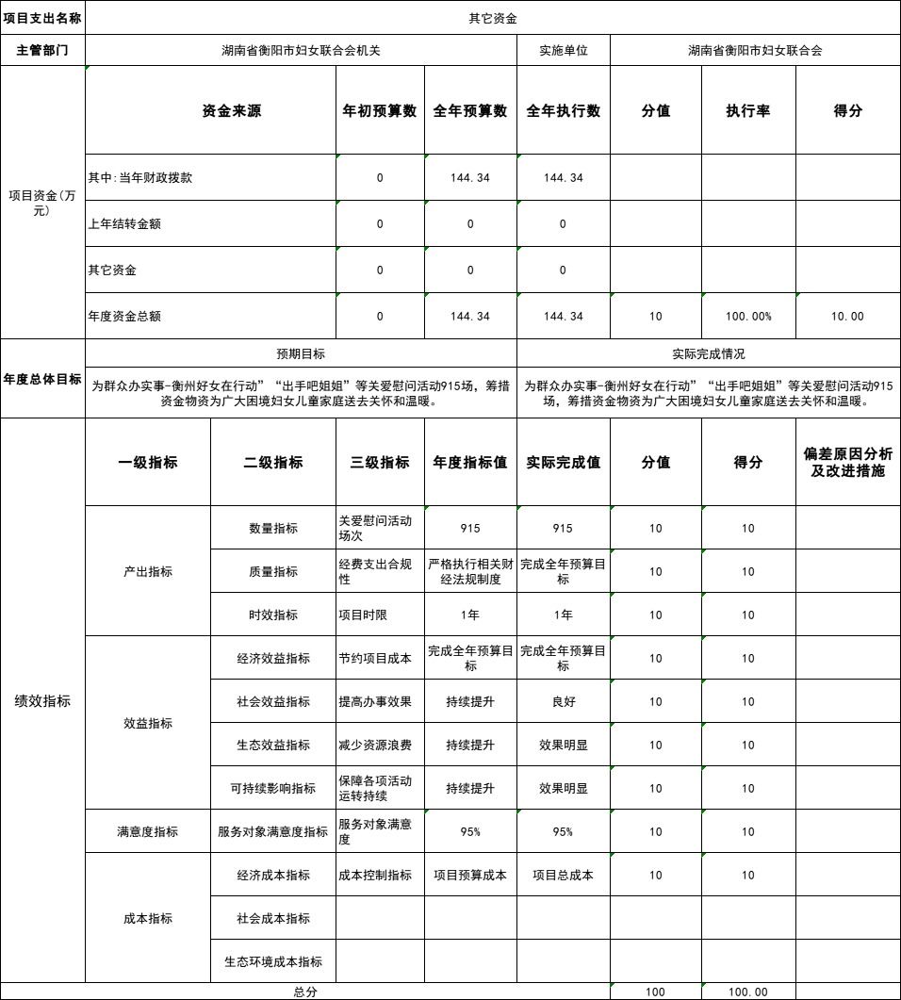 项目支出名称 其它资金
主管部门 湖南省衡阳市妇女联合会机关 实施单位 湖南省衡阳市妇女联合会
资金来源 年初预算数 全年预算数 全年执行数 分值 执行率 得分
项目资金(万
元)
其中:当年财政拨款 0 144.34 144.34
上年结转金额 0 0 0
其它资金 0 0 0
年度资金总额 0 144.34 144.34 10 100.00% 10.00
年度总体目标
预期目标 实际完成情况
为群众办实事-衡州好女在行动”“出手吧姐姐”等关爱慰问活动915场，筹措
资金物资为广大困境妇女儿童家庭送去关怀和温暖。
为群众办实事-衡州好女在行动”“出手吧姐姐”等关爱慰问活动915
场，筹措资金物资为广大困境妇女儿童家庭送去关怀和温暖。
绩效指标
一级指标 二级指标 三级指标 年度指标值 实际完成值 分值 得分 偏差原因分析
及改进措施
产出指标
数量指标 关爱慰问活动
场次 915 915 10 10
质量指标 经费支出合规
性 严格执行相关财
经法规制度 完成全年预算目
标 10 10
时效指标 项目时限 1年 1年 10 10
效益指标
经济效益指标 节约项目成本 完成全年预算目
标 完成全年预算目
标 10 10
社会效益指标 提高办事效果 持续提升 良好 10 10
生态效益指标 减少资源浪费 持续提升 效果明显 10 10
可持续影响指标 保障各项活动
运转持续 持续提升 效果明显 10 10
满意度指标 服务对象满意度指标 服务对象满意
度 95% 95% 10 10
成本指标
经济成本指标 成本控制指标 项目预算成本 项目总成本 10 10
社会成本指标
生态环境成本指标
总分 100 100.00